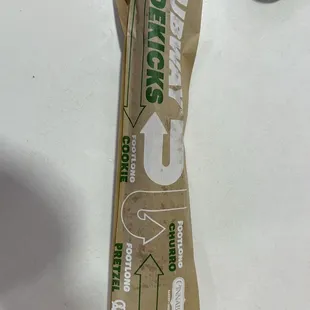 SUBWAY
SIDEKICKS
FOOTLONG
COOKIE
FOOTLONG
CHURRO
FOOTLONG
PRETZEL